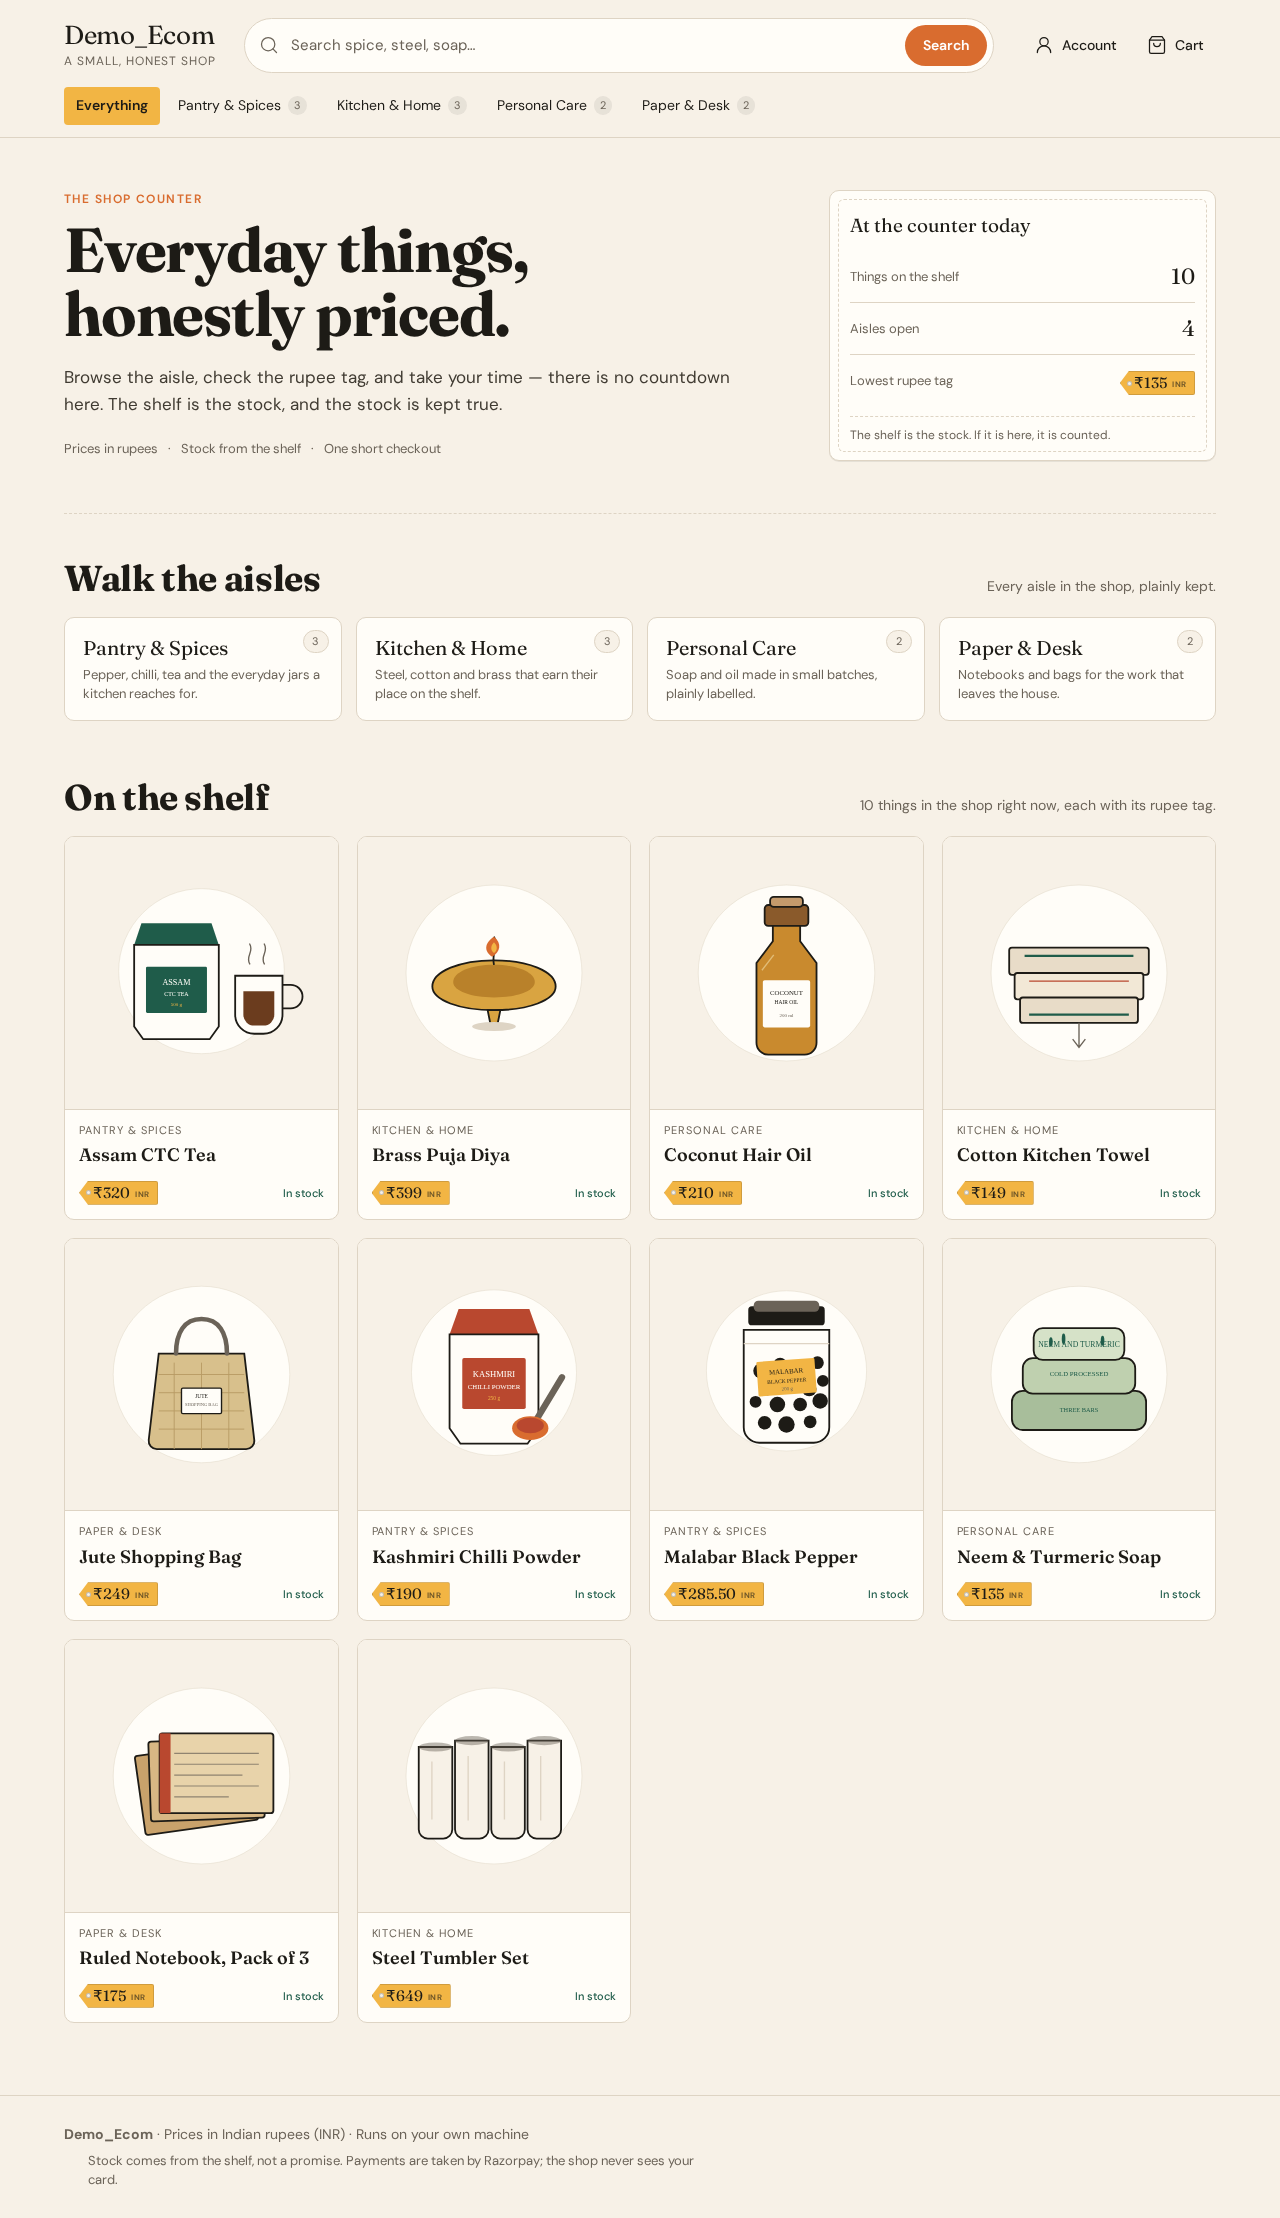 Demo_Ecom
A SMALL, HONEST SHOP
Search spice, steel, soap...
Search
Account
Cart
Everything
Pantry & Spices 3
Kitchen & Home 3
Personal Care 2
Paper & Desk 2
THE SHOP COUNTER
Everyday things,
honestly priced.
Browse the aisle, check the rupee tag, and take your time — there is no countdown
here. The shelf is the stock, and the stock is kept true.
Prices in rupees · Stock from the shelf · One short checkout
At the counter today
Things on the shelf 10
Aisles open 4
Lowest rupee tag ₹135 INR
The shelf is the stock. If it is here, it is counted.
Walk the aisles
Every aisle in the shop, plainly kept.
Pantry & Spices 3
Pepper, chilli, tea and the everyday jars a
kitchen reaches for.
Kitchen & Home 3
Steel, cotton and brass that earn their
place on the shelf.
Personal Care 2
Soap and oil made in small batches,
plainly labelled.
Paper & Desk 2
Notebooks and bags for the work that
leaves the house.
On the shelf
10 things in the shop right now, each with its rupee tag.
ASSAM
CTC TEA
PANTRY & SPICES
Assam CTC Tea
₹320 INR In stock
KITCHEN & HOME
Brass Puja Diya
₹399 INR In stock
COCONUT
HAIR OIL
200 ml
PERSONAL CARE
Coconut Hair Oil
₹210 INR In stock
KITCHEN & HOME
Cotton Kitchen Towel
₹149 INR In stock
JUTE
SHOPPING BAG
PAPER & DESK
Jute Shopping Bag
₹249 INR In stock
KASHMIRI
CHILLI POWDER
250 g
PANTRY & SPICES
Kashmiri Chilli Powder
₹190 INR In stock
MALABAR
BLACK PEPPER
PANTRY & SPICES
Malabar Black Pepper
₹285.50 INR In stock
NEEM AND TURMERIC
COLD PROCESSED
THREE BARS
PERSONAL CARE
Neem & Turmeric Soap
₹135 INR In stock
PAPER & DESK
Ruled Notebook, Pack of 3
₹175 INR In stock
KITCHEN & HOME
Steel Tumbler Set
₹649 INR In stock
Demo_Ecom · Prices in Indian rupees (INR) · Runs on your own machine
Stock comes from the shelf, not a promise. Payments are taken by Razorpay; the shop never sees your
card.